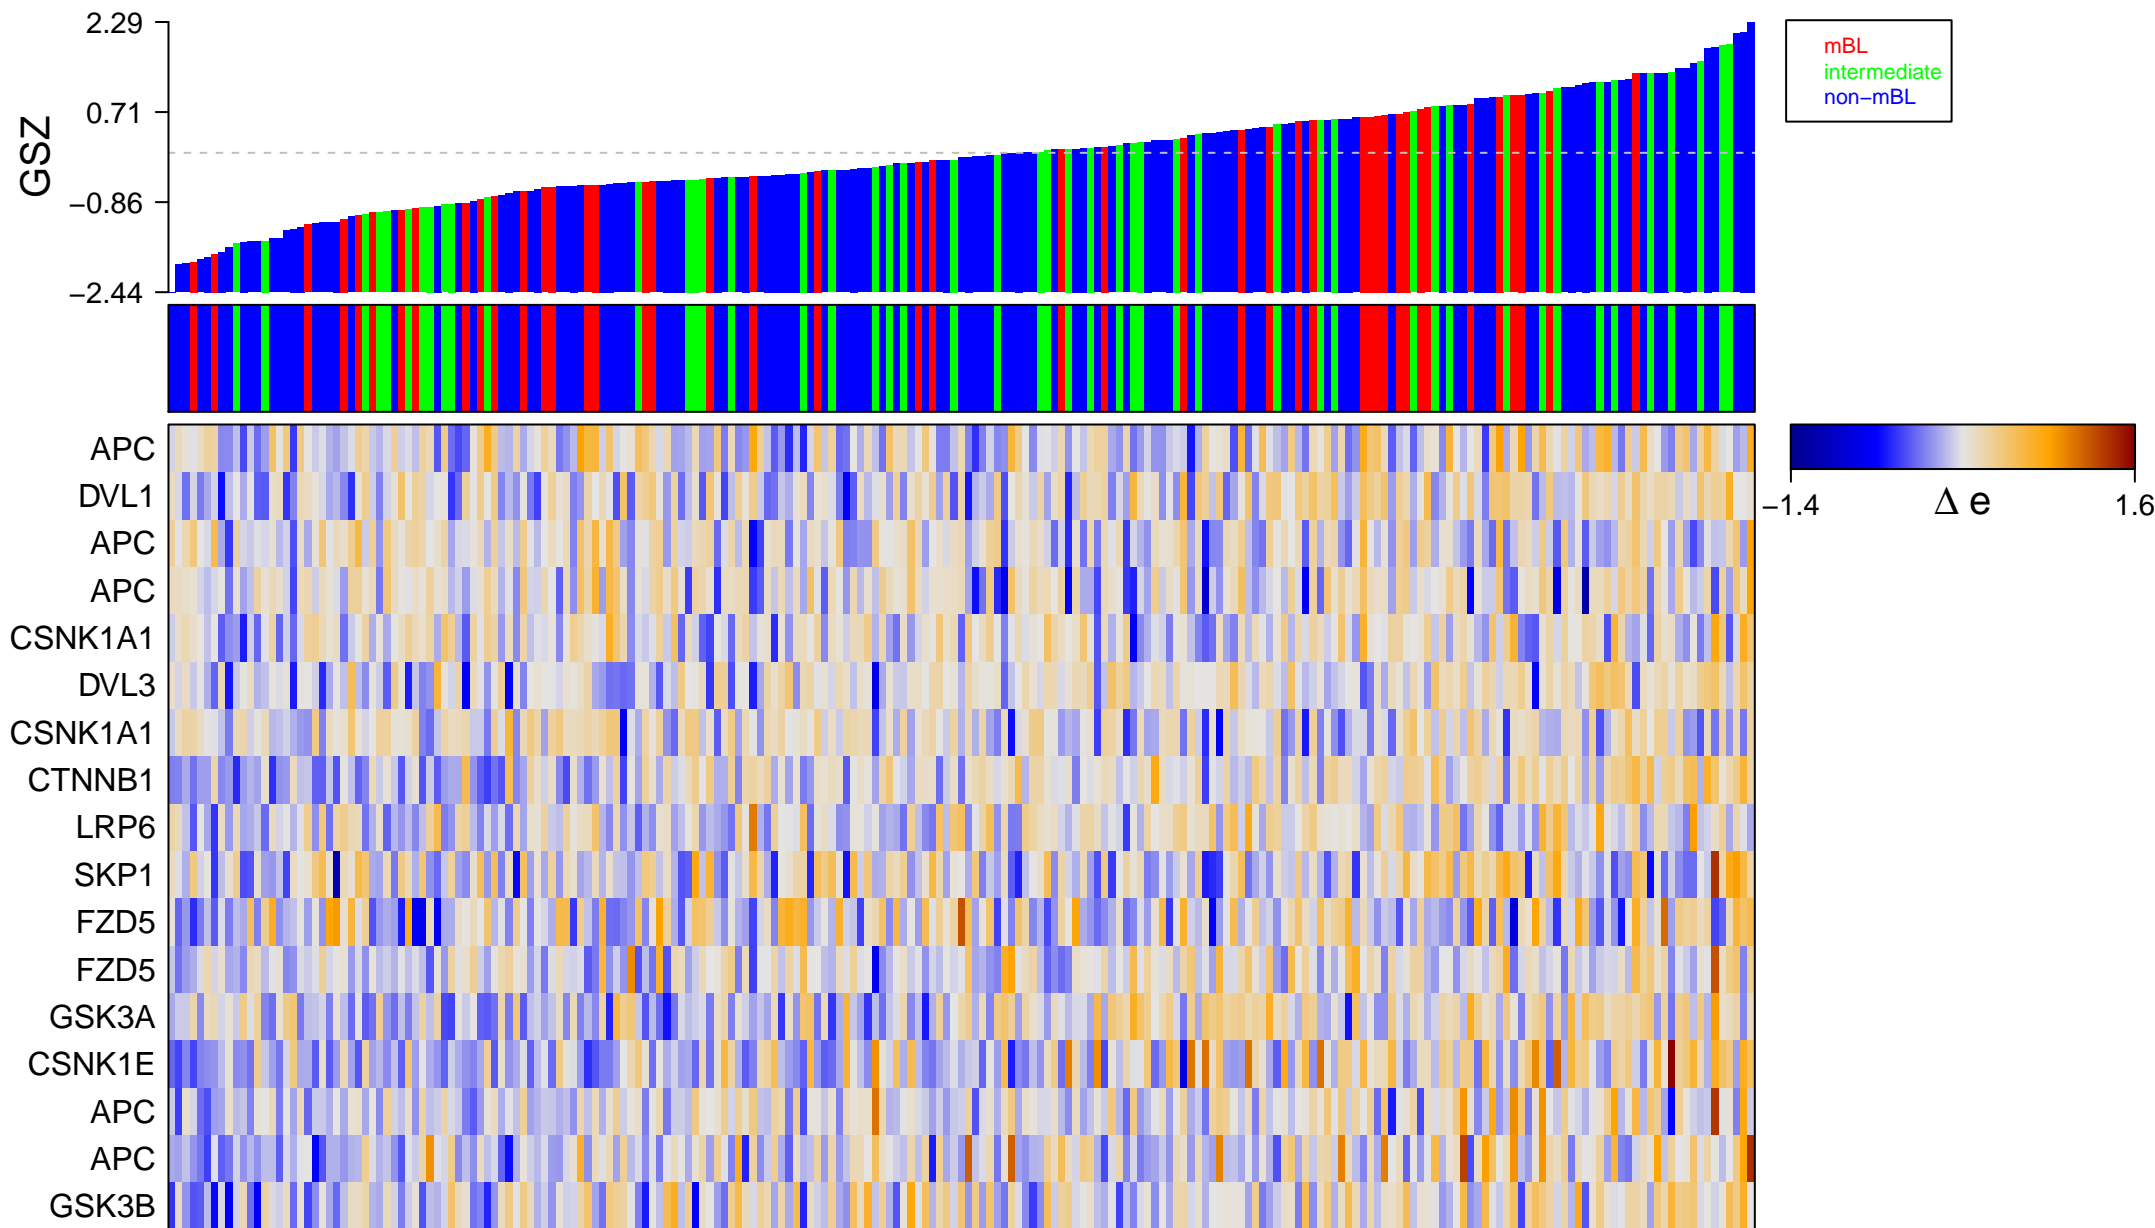 2.29
0.71
−0.86
−2.44
GSZ
mBL
intermediate
non−mBL
APC
DVL1
APC
APC
CSNK1A1
DVL3
CSNK1A1
CTNNB1
LRP6
SKP1
FZD5
FZD5
GSK3A
CSNK1E
APC
APC
GSK3B
−1.4
Δ e
1.6